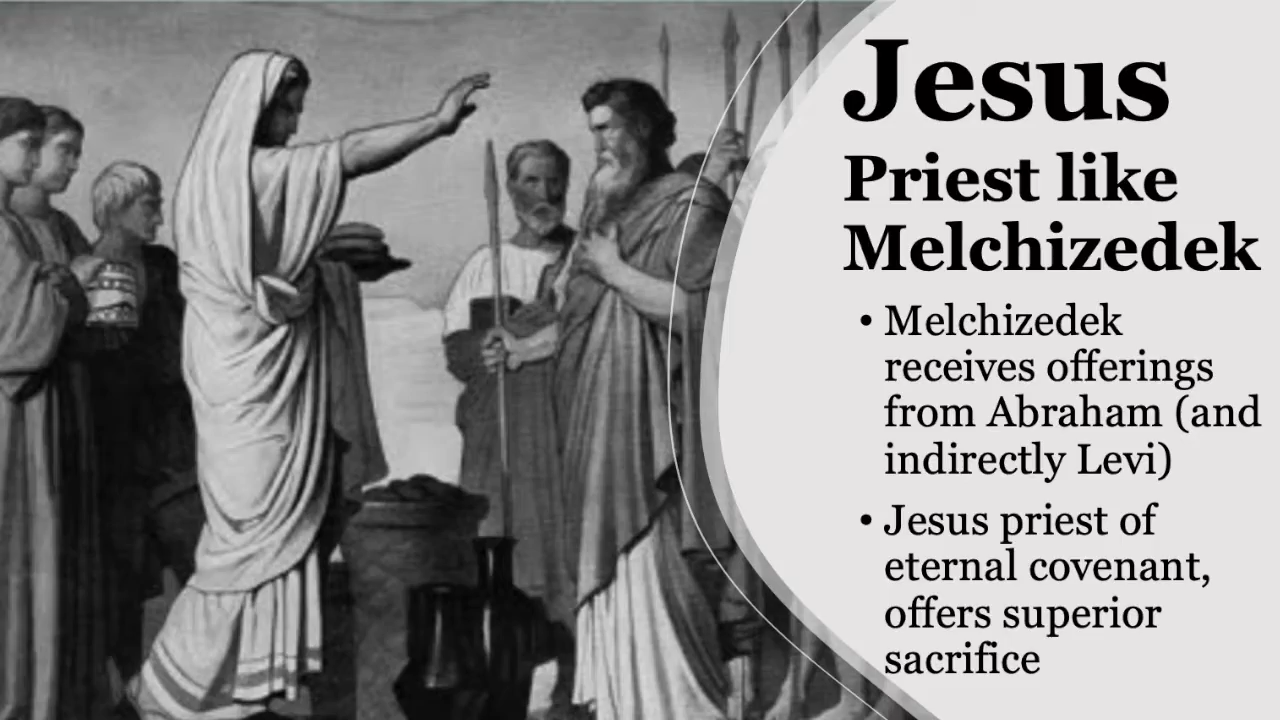 Jesus
Priest like
Melchizedek
• Melchizedek
receives offerings
from Abraham (and
indirectly Levi)
• Jesus priest of
eternal covenant,
offers superior
sacrifice